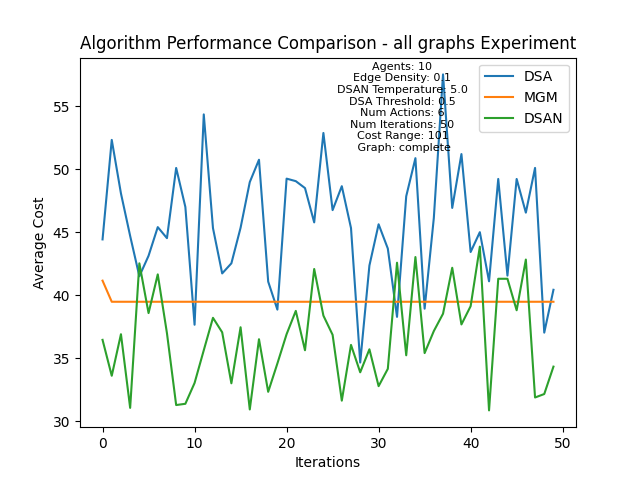 Algorithm Performance Comparison - all graphs Experiment
Agents: 10
Edge Density: 0.1
DSAN Temperature: 5.0
DSA Threshold: 0.5
Num Actions: 6
Num Iterations: 50
Cost Range: 101
Graph: complete
DSA
MGM
DSAN
Average Cost
55
50
45
40
35
30
0
10
20
30
40
50
Iterations